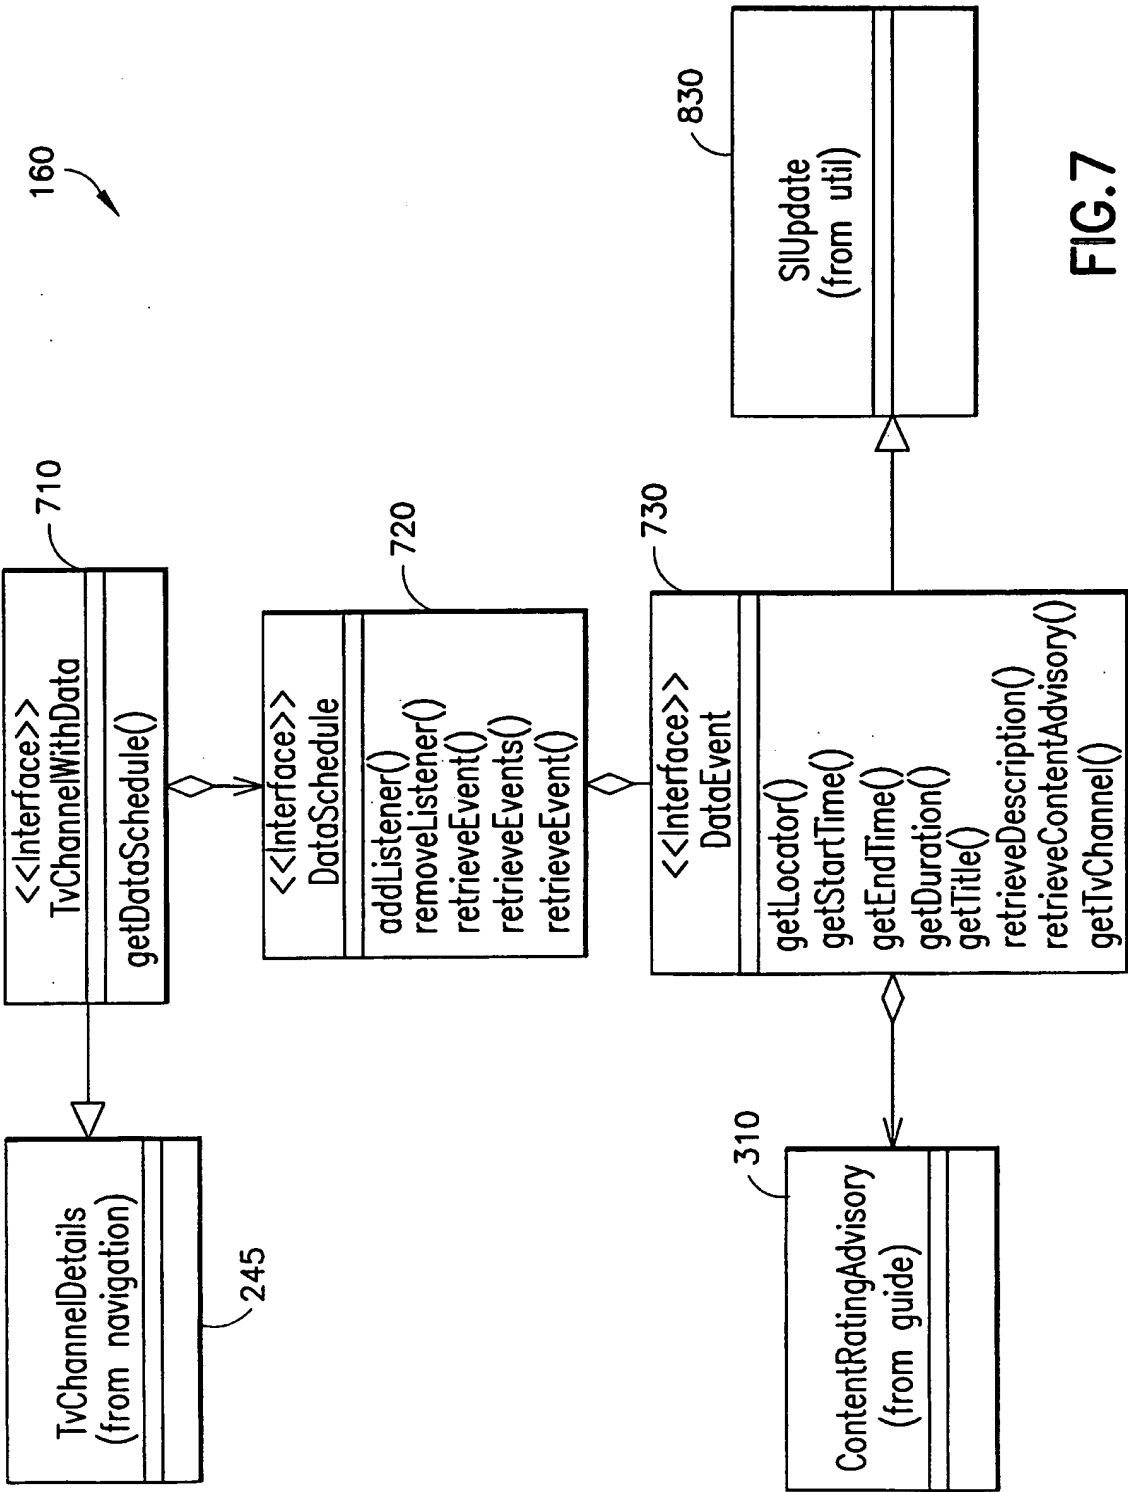 160
<<Interface>>
TvChannelWithData
getDataSchedule()
710
TvChannelDetails
(from navigation)
245
<<Interface>>
DataSchedule
addListener()
removeListener()
retrieveEvent()
retrieveEvents()
retrieveEvent()
720
<<Interface>>
DataEvent
getLocator()
getStartTime()
getEndTime()
getDuration()
getTitle()
retrieveDescription()
retrieveContentAdvisory()
getTvChannel()
730
ContentRatingAdvisory
(from guide)
310
SIUpdate
(from util)
830
FIG.7